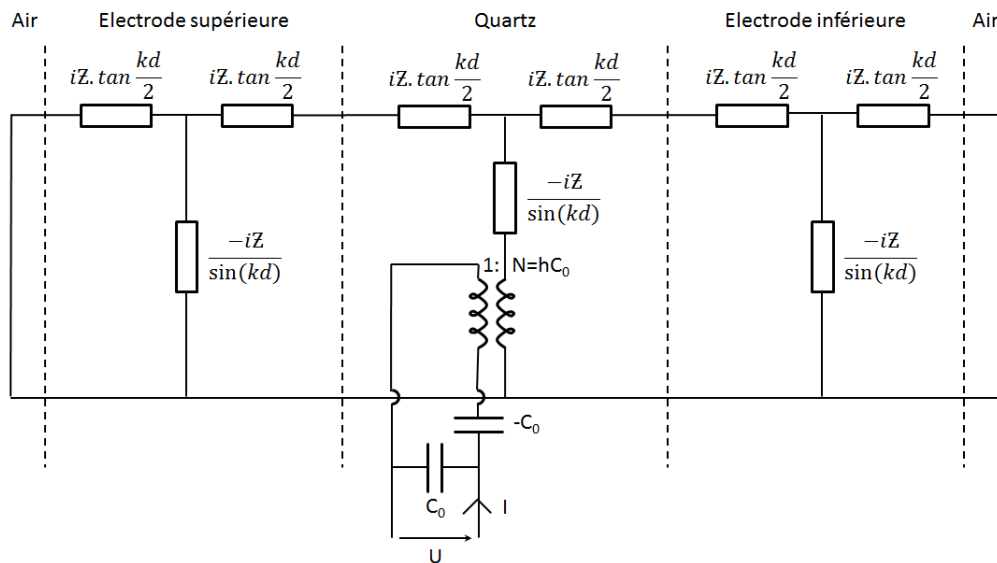 Air Electrode supérieure Quartz Electrode inférieure Air
iZ.tan kd/2 iZ.tan kd/2 iZ.tan kd/2 iZ.tan kd/2 iZ.tan kd/2 iZ.tan kd/2
-iZ/sin(kd)
-iZ/sin(kd) -iZ/sin(kd)
1: N=hC₀
-C₀
C₀ I
U